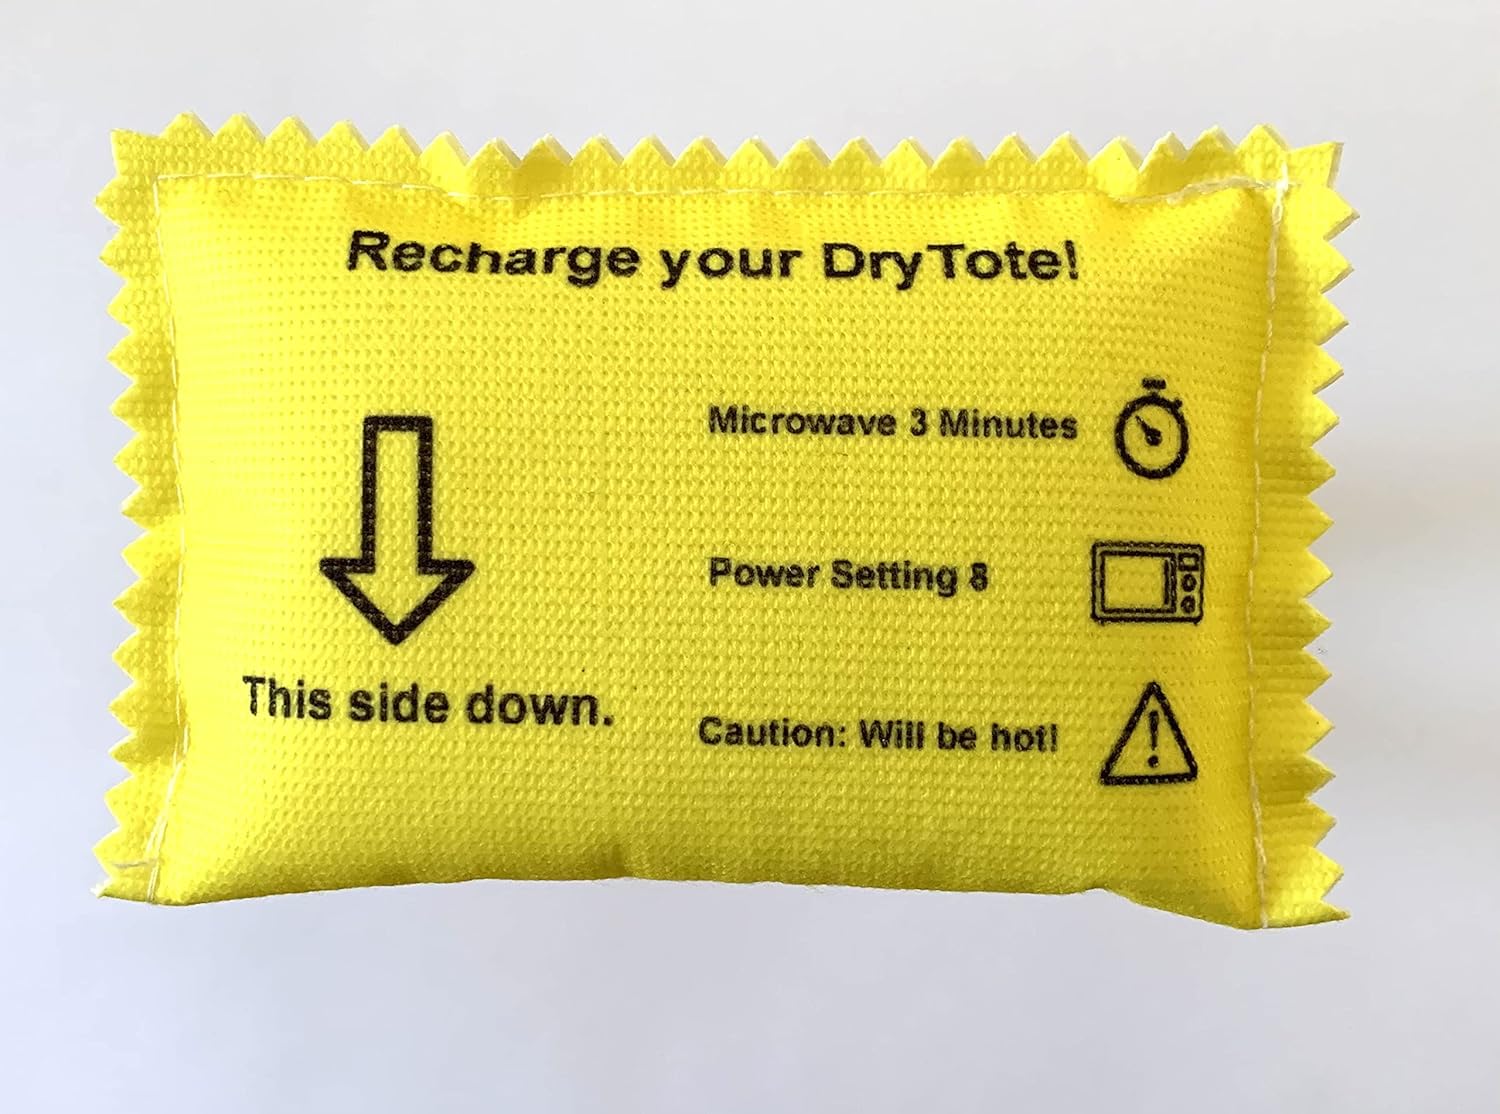 Recharge your DryTote!
Microwave 3 Minutes
Power Setting 8
This side down.
Caution: Will be hot!